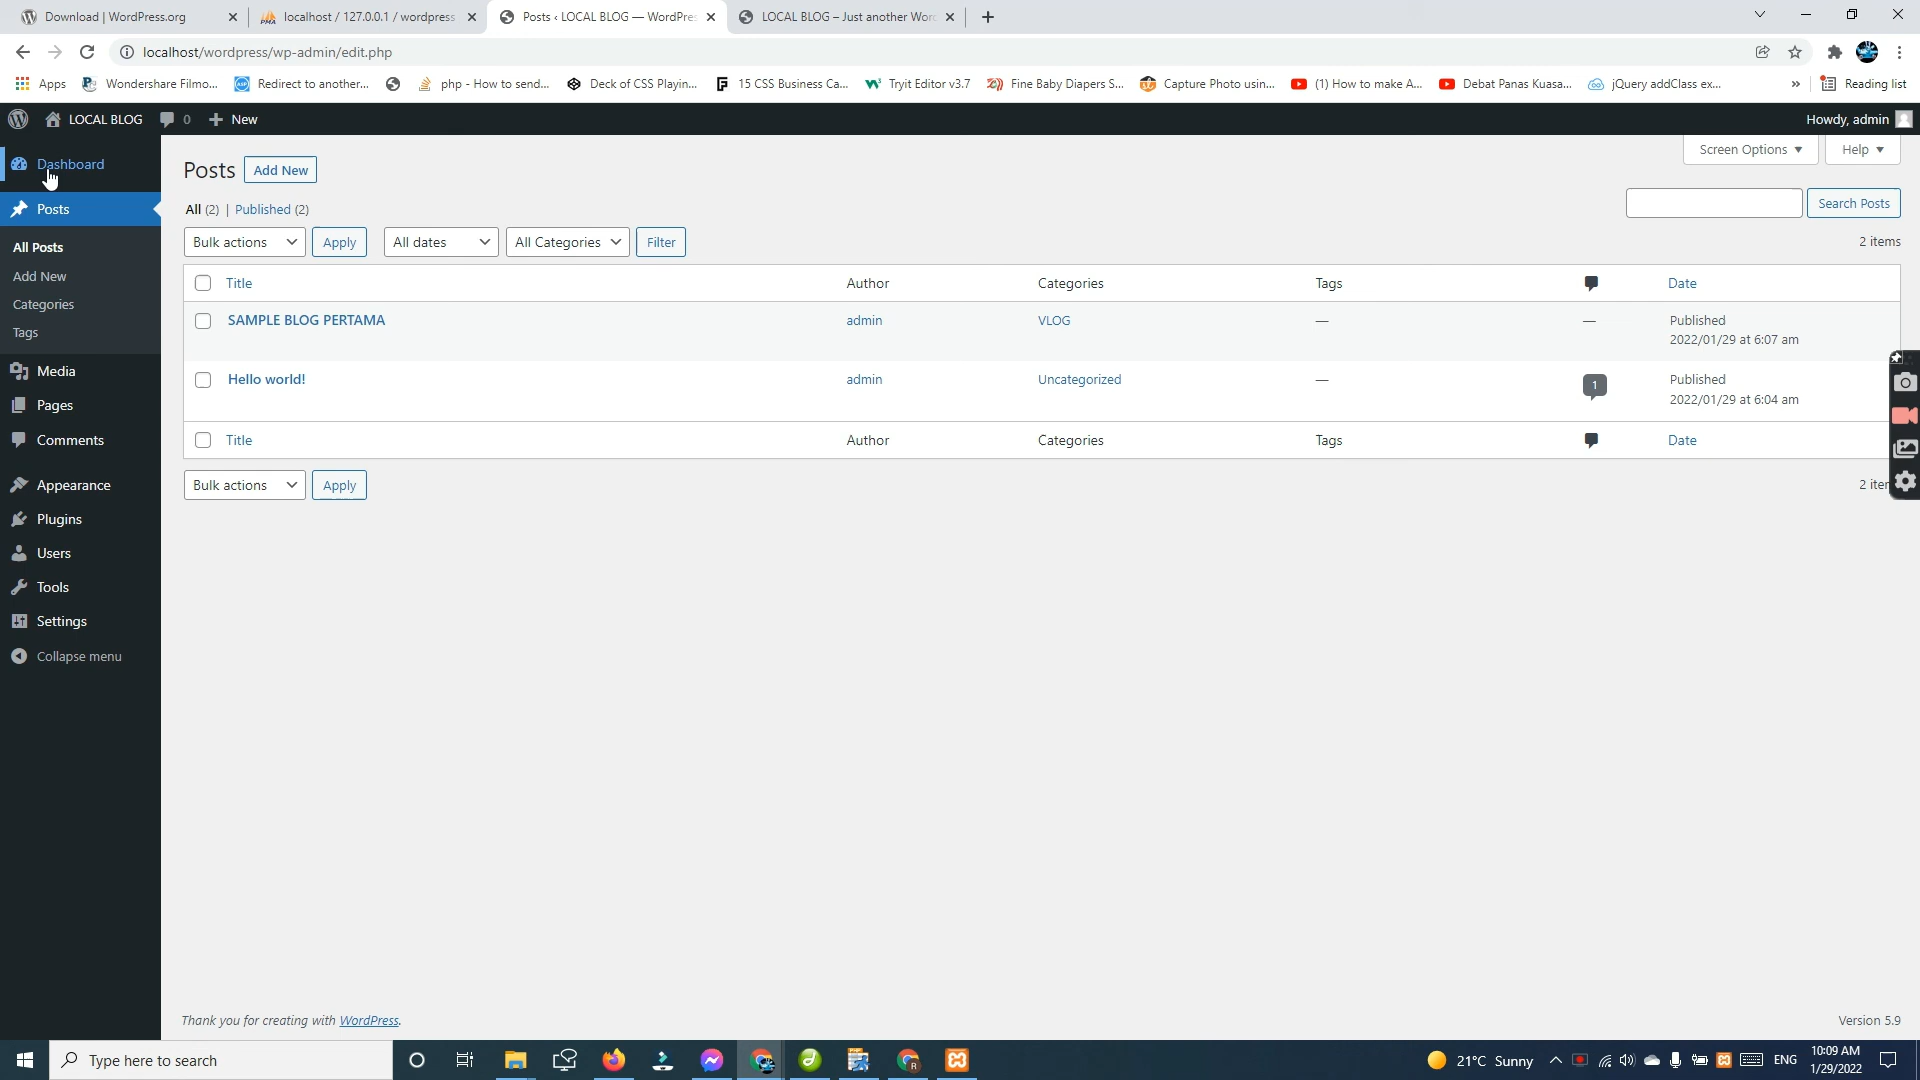 Download | WordPress.org
localhost / 127.0.0.1 / wordpress
Posts ‹ LOCAL BLOG — WordPres
LOCAL BLOG – Just another Word
localhost/wordpress/wp-admin/edit.php
Apps
Wondershare Filmo...
Redirect to another...
php - How to send...
Deck of CSS Playin...
15 CSS Business Ca...
Tryit Editor v3.7
Fine Baby Diapers S...
Capture Photo usin...
(1) How to make A...
Debat Panas Kuasa...
jQuery addClass ex...
»
Reading list
LOCAL BLOG
0
New
Howdy, admin
Dashboard
Posts
All Posts
Add New
Categories
Tags
Media
Pages
Comments
Appearance
Plugins
Users
Tools
Settings
Collapse menu
Screen Options
Help
Posts Add New
All (2) | Published (2)
Search Posts
Bulk actions Apply All dates All Categories Filter 2 items
Title Author Categories Tags Date
SAMPLE BLOG PERTAMA admin VLOG — — Published
2022/01/29 at 6:07 am
Hello world! admin Uncategorized — 1 Published
2022/01/29 at 6:04 am
Title Author Categories Tags Date
Bulk actions Apply 2 iter
Thank you for creating with WordPress.
Version 5.9
Type here to search
21°C Sunny
ENG
10:09 AM
1/29/2022